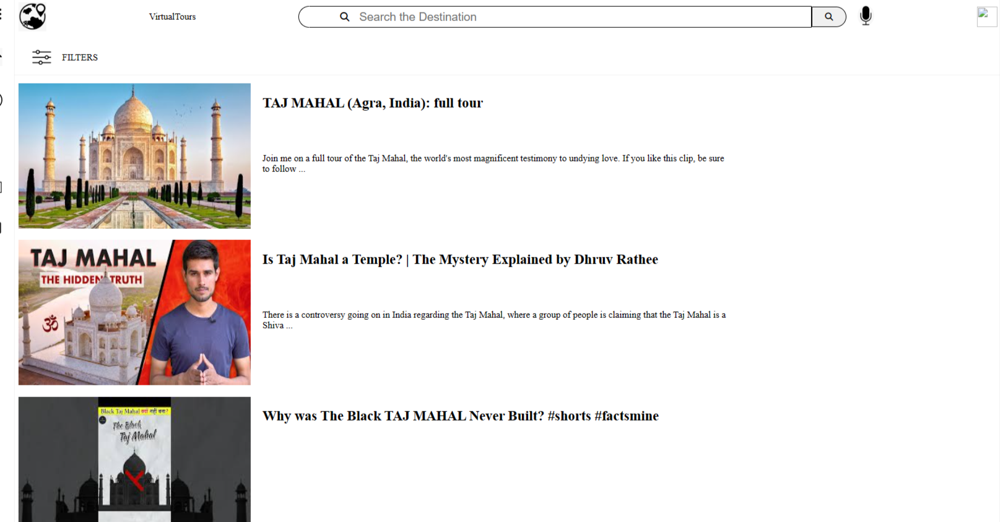 VirtualTours
Search the Destination
FILTERS
TAJ MAHAL (Agra, India): full tour
Join me on a full tour of the Taj Mahal, the world's most magnificent testimony to undying love. If you like this clip, be sure
to follow ...
TAJ MAHAL
THE HIDDEN TRUTH
ॐ
Is Taj Mahal a Temple? | The Mystery Explained by Dhruv Rathee
There is a controversy going on in India regarding the Taj Mahal, where a group of people is claiming that the Taj Mahal is a
Shiva ...
Black Taj Mahal क्यों नहीं बना?
The Black
Taj Mahal
Why was The Black TAJ MAHAL Never Built? #shorts #factsmine